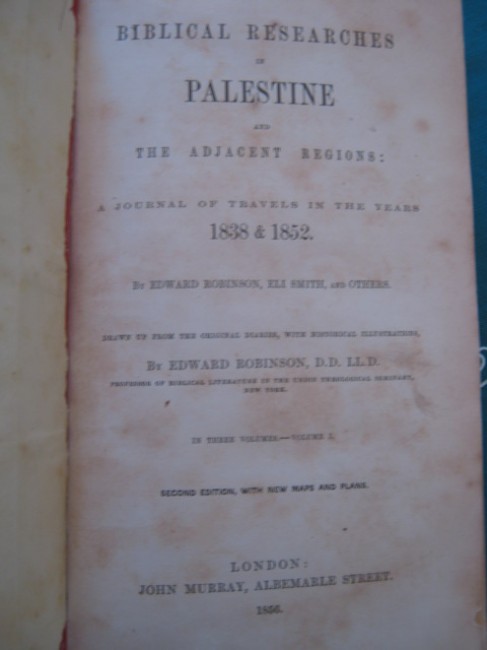 BIBLICAL RESEARCHES
IN
PALESTINE
AND
THE ADJACENT REGIONS:
A JOURNAL OF TRAVELS IN THE YEARS
1838 & 1852.
BY EDWARD ROBINSON, ELI SMITH, AND OTHERS.
DRAWN UP FROM THE ORIGINAL DIARIES, WITH HISTORICAL ILLUSTRATIONS,
BY EDWARD ROBINSON, D.D. LL.D.
PROFESSOR OF BIBLICAL LITERATURE IN THE UNION THEOLOGICAL SEMINARY,
NEW YORK.
IN THREE VOLUMES.—VOLUME I.
SECOND EDITION, WITH NEW MAPS AND PLANS.
LONDON:
JOHN MURRAY, ALBEMARLE STREET.
1856.